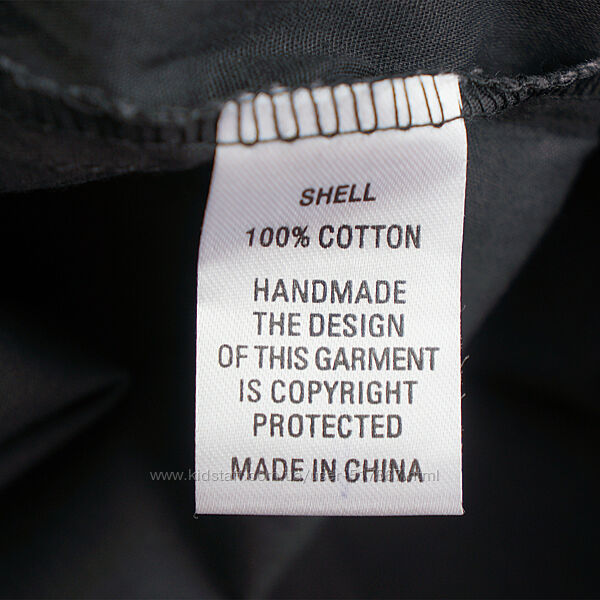 SHELL
100% COTTON
HANDMADE
THE DESIGN
OF THIS GARMENT
IS COPYRIGHT
PROTECTED
MADE IN CHINA